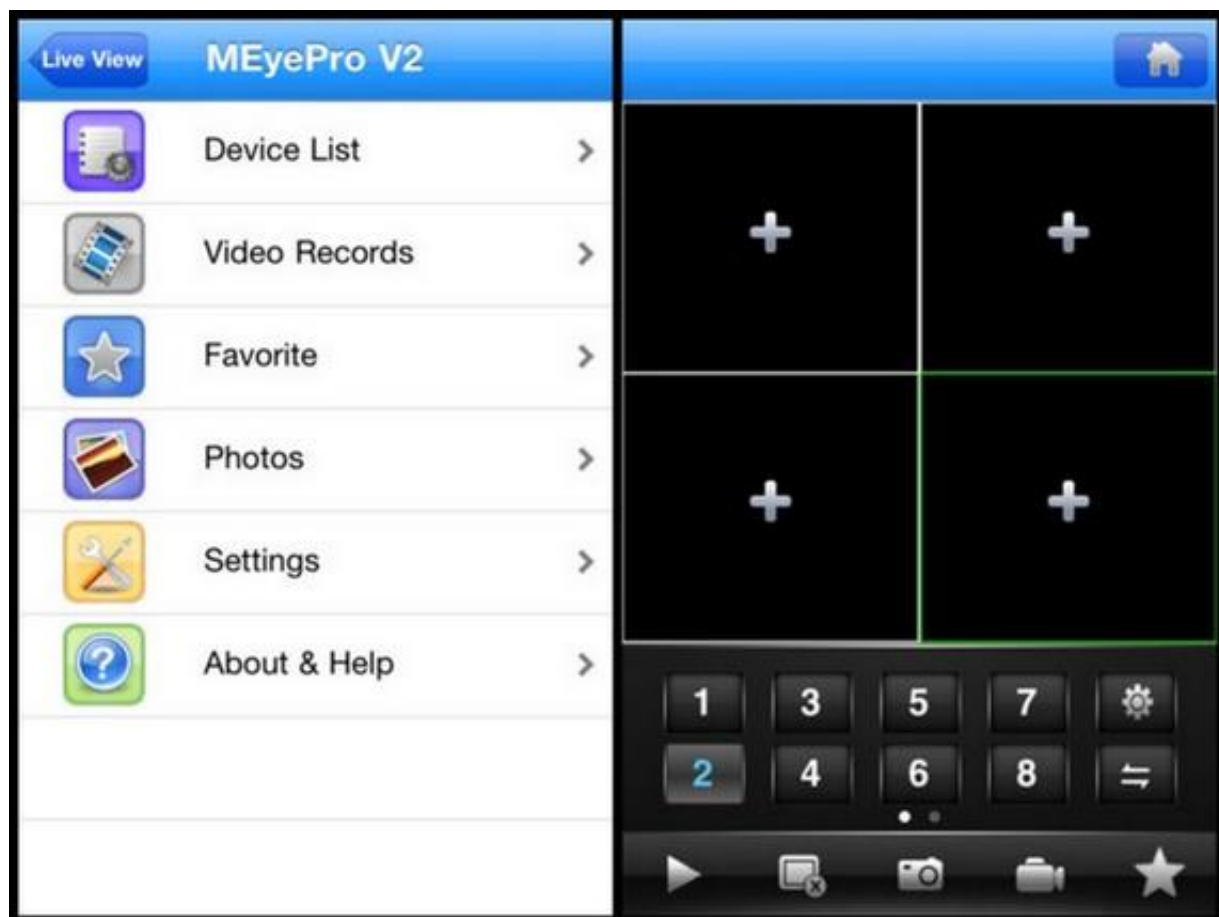 Live View
MEyePro V2
Device List
Video Records
Favorite
Photos
Settings
About & Help
1 3 5 7
2 4 6 8